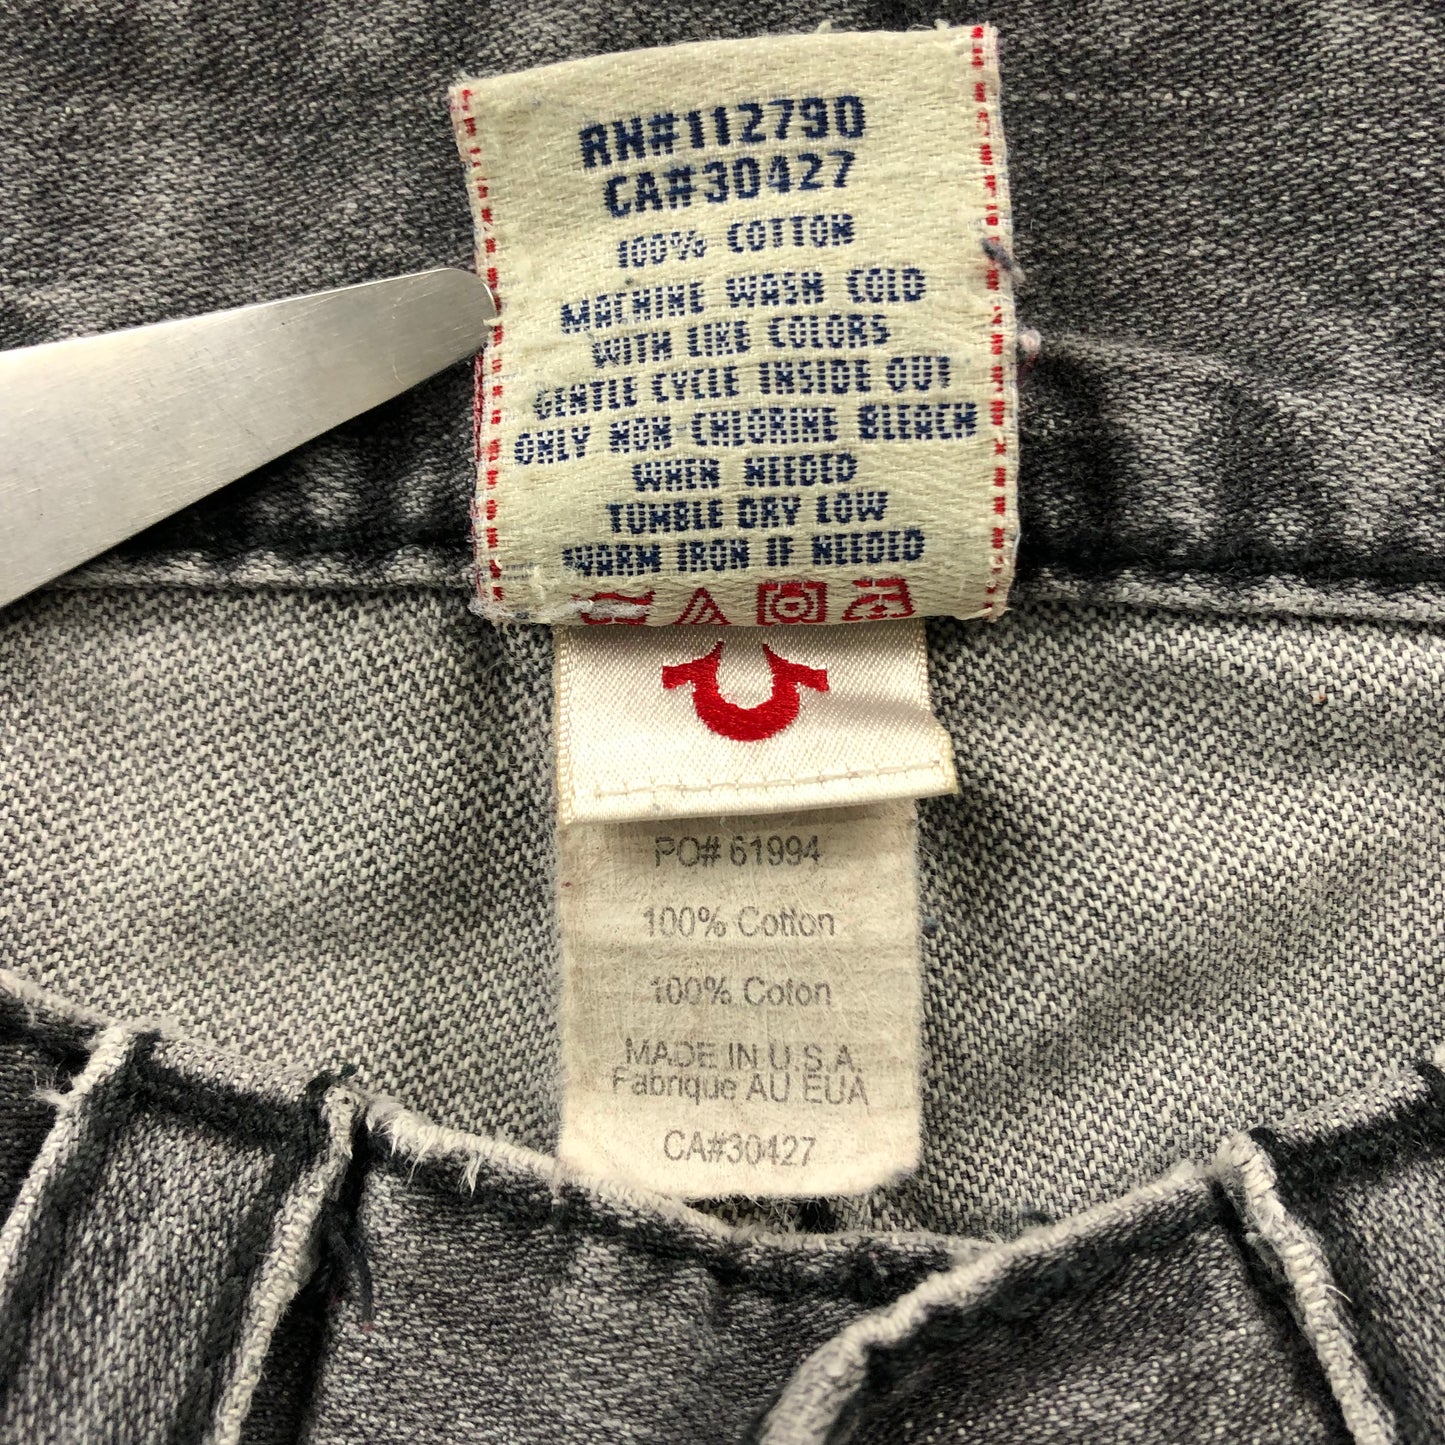 RN#112790
CA#30427
100% COTTON
MACHINE WASH COLD
WITH LIKE COLORS
GENTLE CYCLE INSIDE OUT
ONLY NON CHLORINE BLEACH
WHEN NEEDED
TUMBLE DRY LOW
WARM IRON IF NEEDED
PO# 61994
100% Cotton
100% Coton
MADE IN U.S.A.
Fabrique AU EUA
CA#30427